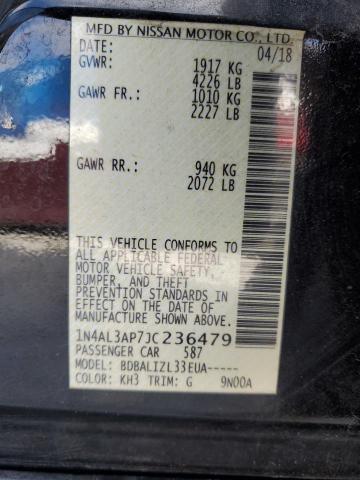 MFD BY NISSAN MOTOR CO., LTD.
DATE: 04/18
GVWR: 1917 KG
4226 LB
GAWR FR.: 1010 KG
2227 LB
GAWR RR.: 940 KG
2072 LB
THIS VEHICLE CONFORMS TO
ALL APPLICABLE FEDERAL
MOTOR VEHICLE SAFETY,
BUMPER, AND THEFT
PREVENTION STANDARDS IN
EFFECT ON THE DATE OF
MANUFACTURE SHOWN ABOVE.
1N4AL3AP7JC236479
PASSENGER CAR 587
MODEL: BDBALIZL33EUA-----
COLOR: KH3 TRIM: G 9N00A